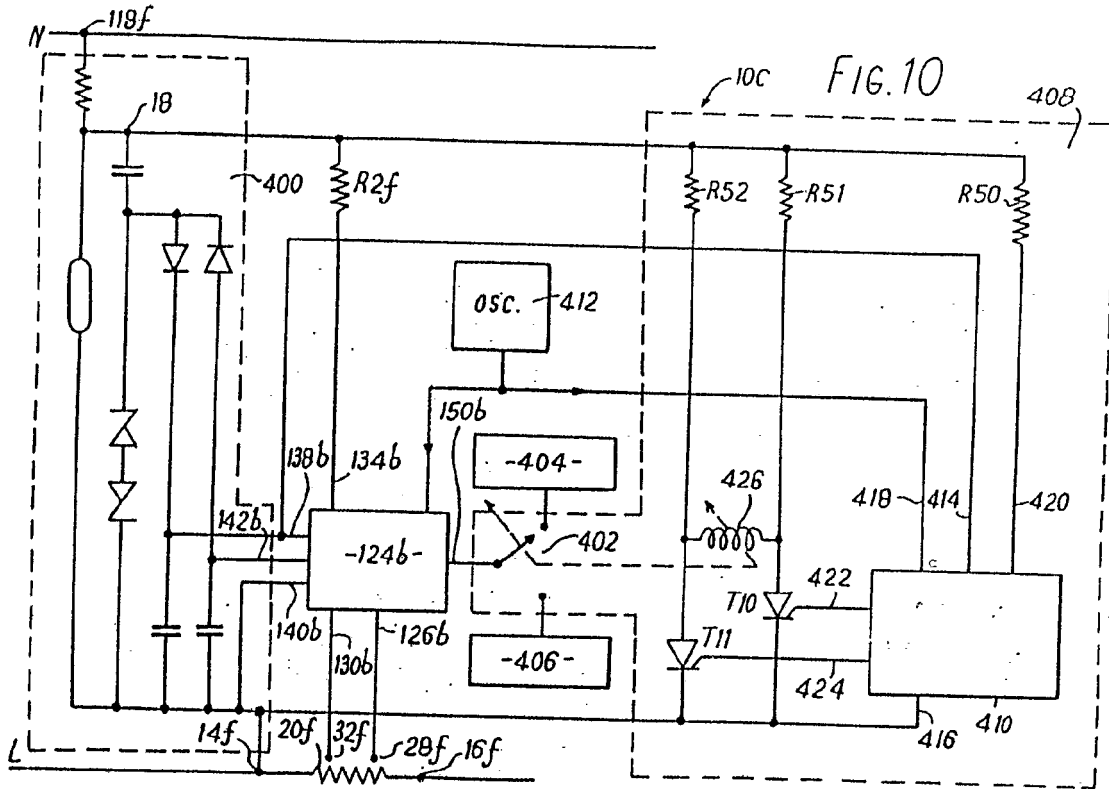 118f
N
FIG.10
10C
408
18
400
R2f
R52
R51
R50
OSC.
412
150b
138b
134b
-404-
426
418
414
420
142b
402
-124b-
c
T10
422
140b
126b
T11
130b
-406-
424
410
416
14f
20f
32f
28f
16f
L